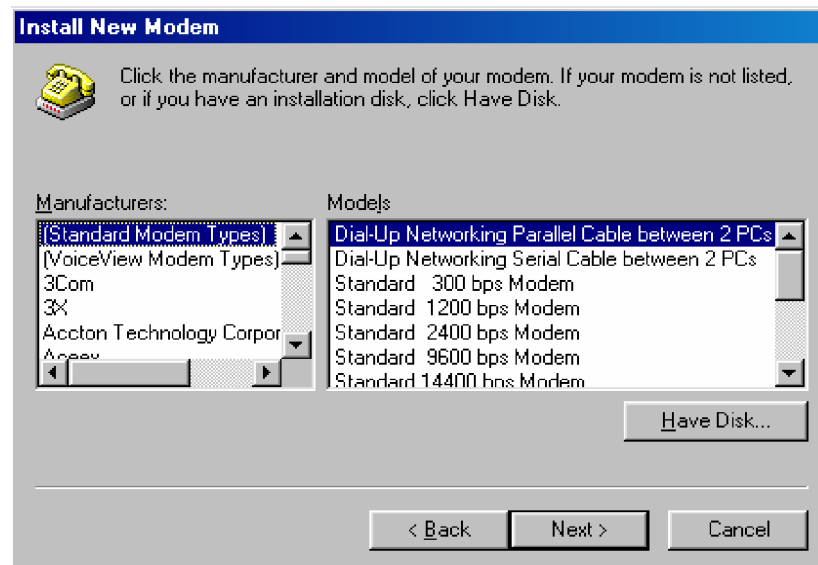 Install New Modem
Click the manufacturer and model of your modem. If your modem is not listed,
or if you have an installation disk, click Have Disk.
Manufacturers:
Models
(Standard Modem Types)
(VoiceView Modem Types)
3Com
3X
Accton Technology Corpor
Dial-Up Networking Parallel Cable between 2 PCs
Dial-Up Networking Serial Cable between 2 PCs
Standard 300 bps Modem
Standard 1200 bps Modem
Standard 2400 bps Modem
Standard 9600 bps Modem
Standard 14400 bps Modem
Have Disk...
< Back
Next >
Cancel